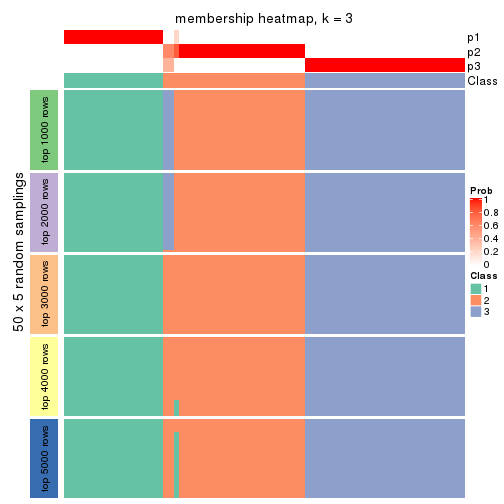 membership heatmap, k = 3
p1
p2
p3
Class
50 x 5 random samplings
top 1000 rows
top 2000 rows
top 3000 rows
top 4000 rows
top 5000 rows
Prob
1
0.8
0.6
0.4
0.2
0
Class
1
2
3